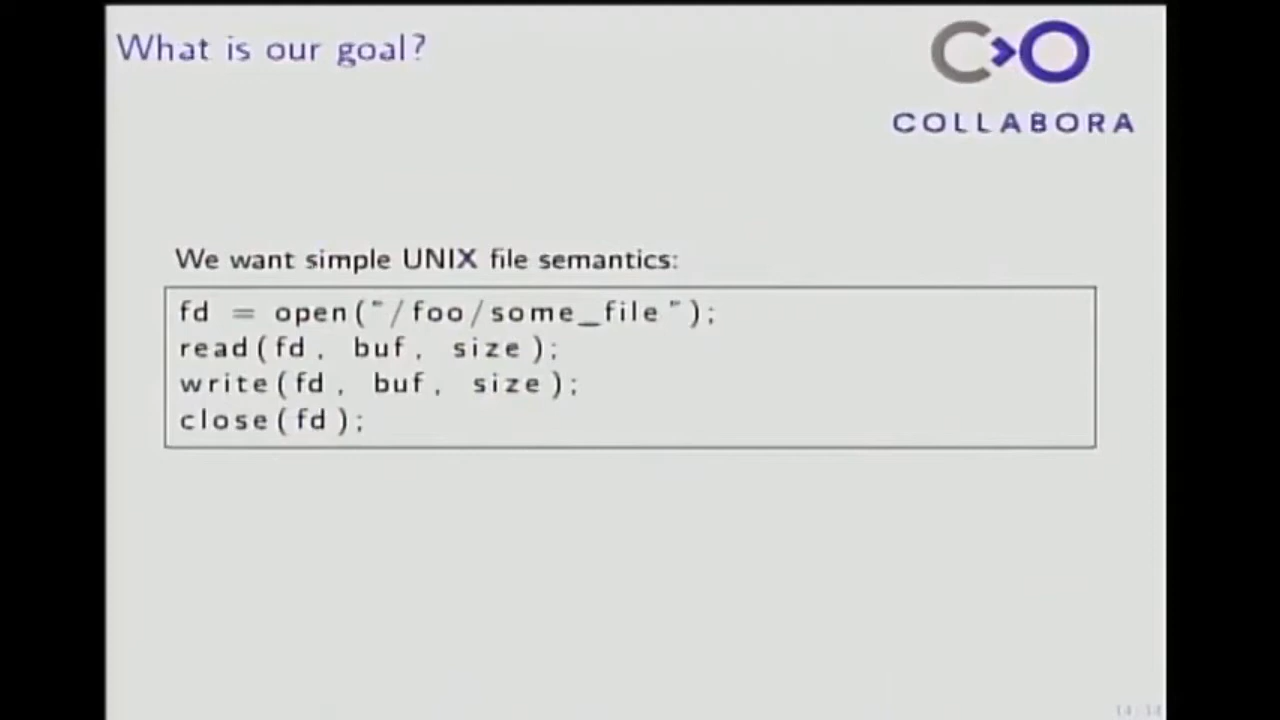 What is our goal?
COLLABORA
We want simple UNIX file semantics:
fd = open("/foo/some_file");
read(fd, buf, size);
write(fd, buf, size);
close(fd);